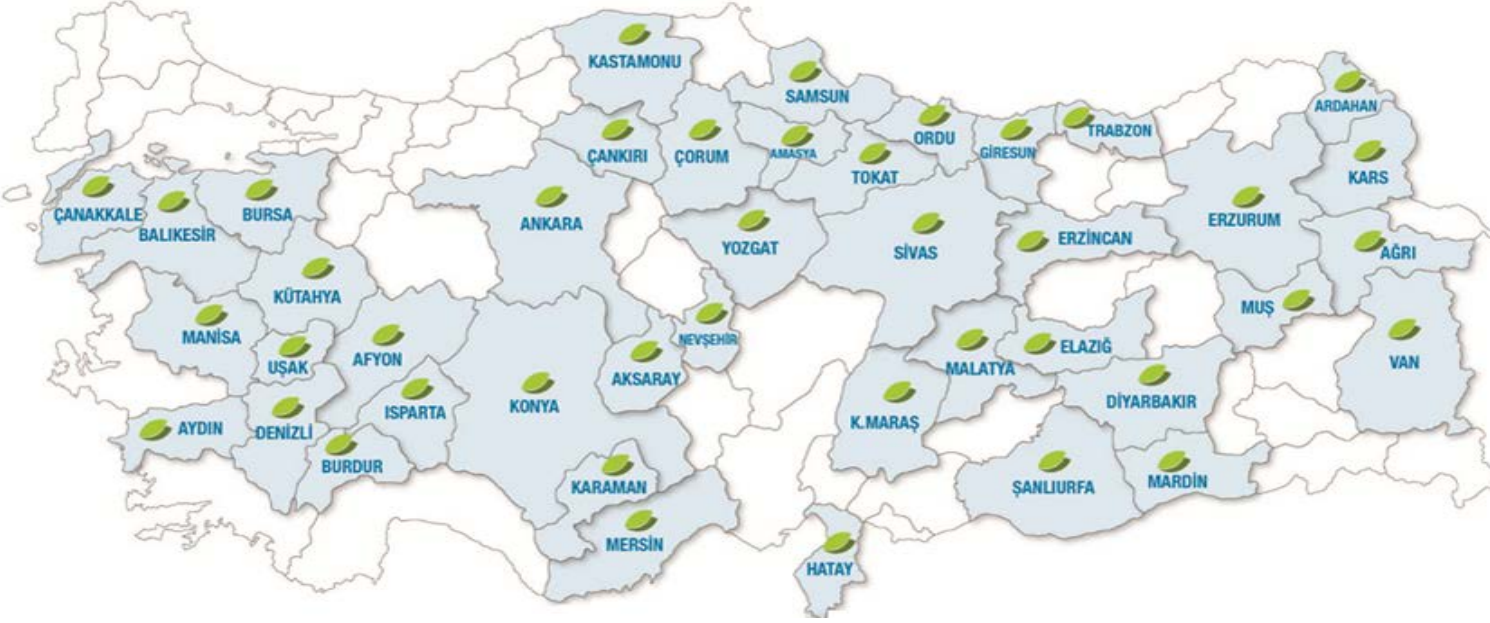 KASTAMONU
SAMSUN
ARDAHAN
ORDU
TRABZON
GİRESUN
ÇANKIRI
ÇORUM
AMASYA
TOKAT
KARS
ÇANAKKALE
BURSA
BALIKESİR
ANKARA
YOZGAT
SİVAS
ERZİNCAN
ERZURUM
AĞRI
KÜTAHYA
MUŞ
MANİSA
UŞAK
AFYON
NEVŞEHİR
AKSARAY
MALATYA
ELAZIĞ
VAN
ISPARTA
KONYA
K.MARAŞ
DİYARBAKIR
AYDIN
DENİZLİ
BURDUR
KARAMAN
ŞANLIURFA
MARDİN
MERSİN
HATAY